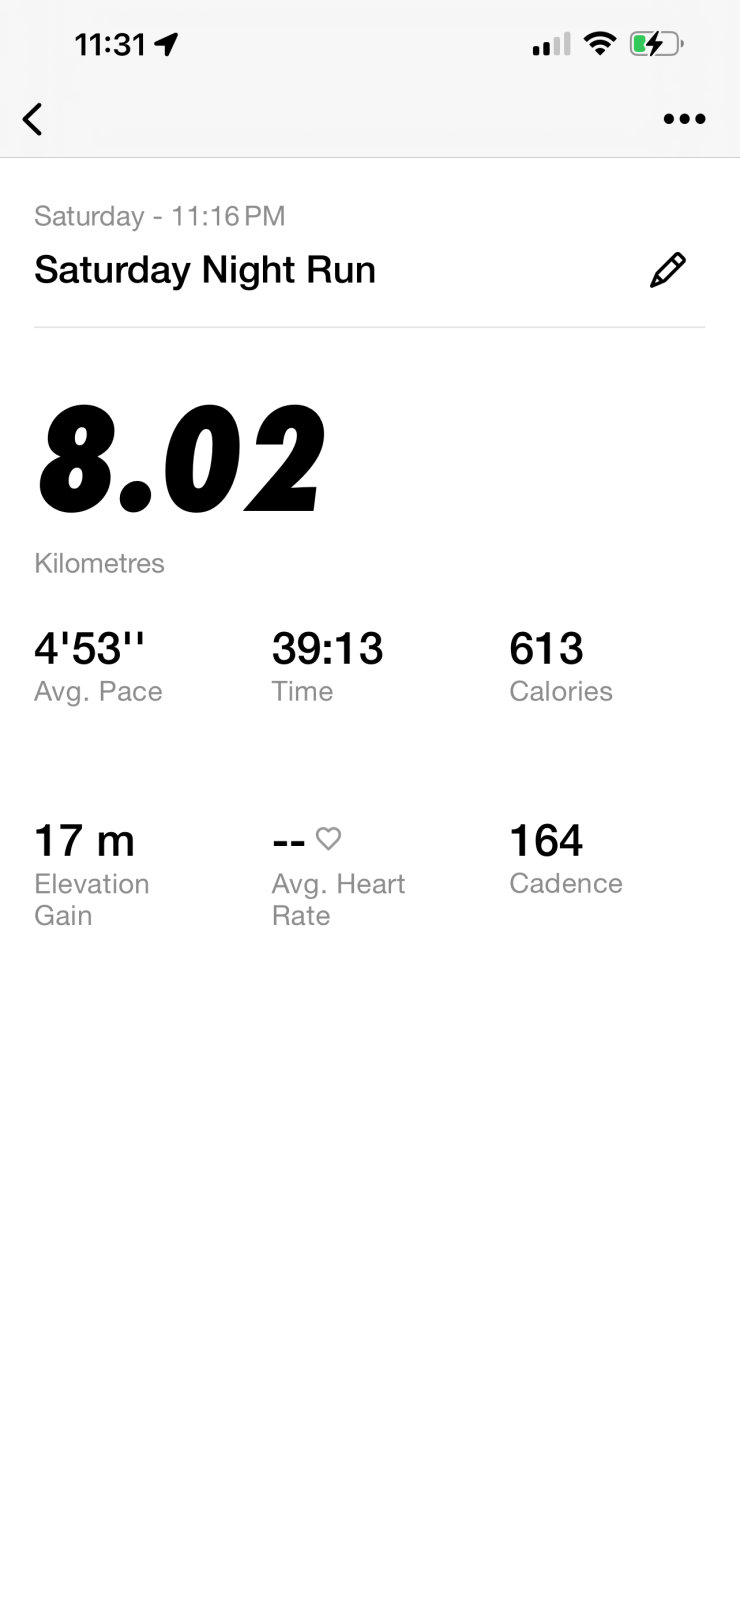 11:31
Saturday - 11:16 PM
Saturday Night Run
8.02
Kilometres
4'53'' 39:13 613
Avg. Pace Time Calories
17 m -- 164
Elevation Gain Avg. Heart Rate Cadence